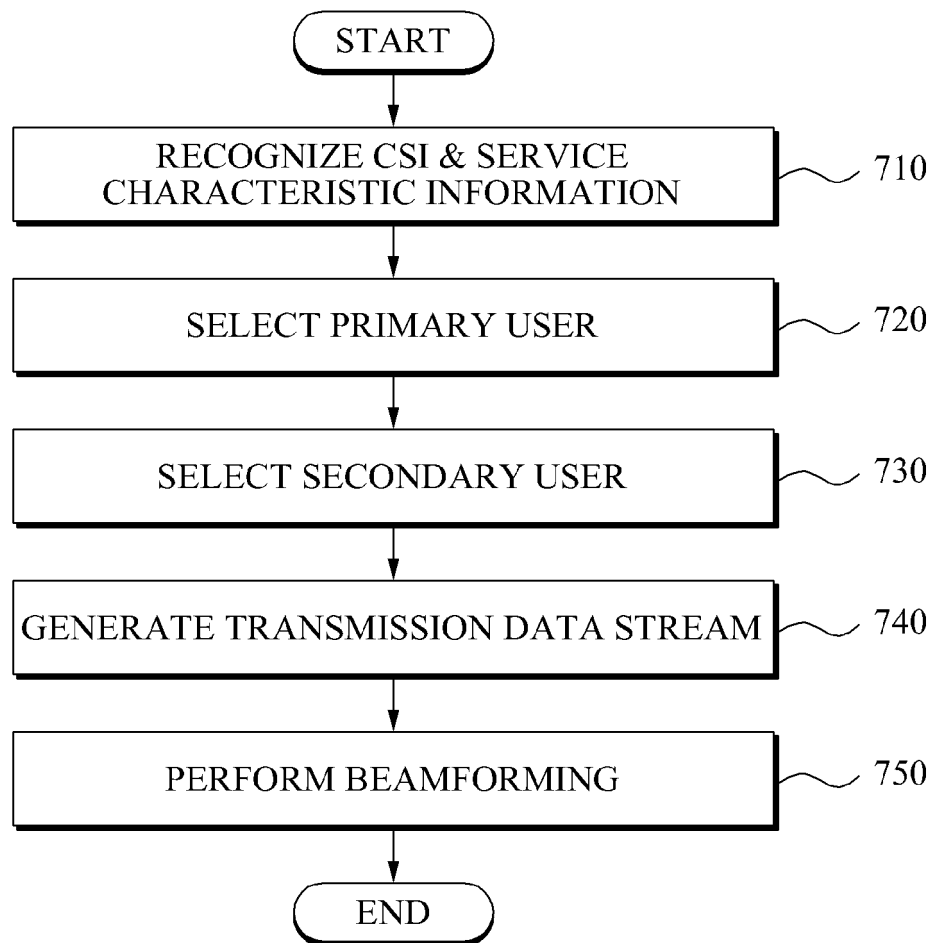 START
RECOGNIZE CSI & SERVICE
CHARACTERISTIC INFORMATION
710
SELECT PRIMARY USER
720
SELECT SECONDARY USER
730
GENERATE TRANSMISSION DATA STREAM
740
PERFORM BEAMFORMING
750
END